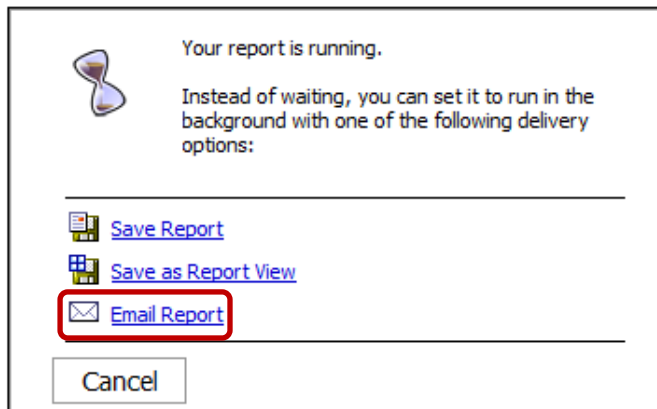 Your report is running.
Instead of waiting, you can set it to run in the
background with one of the following delivery
options:
Save Report
Save as Report View
Email Report
Cancel